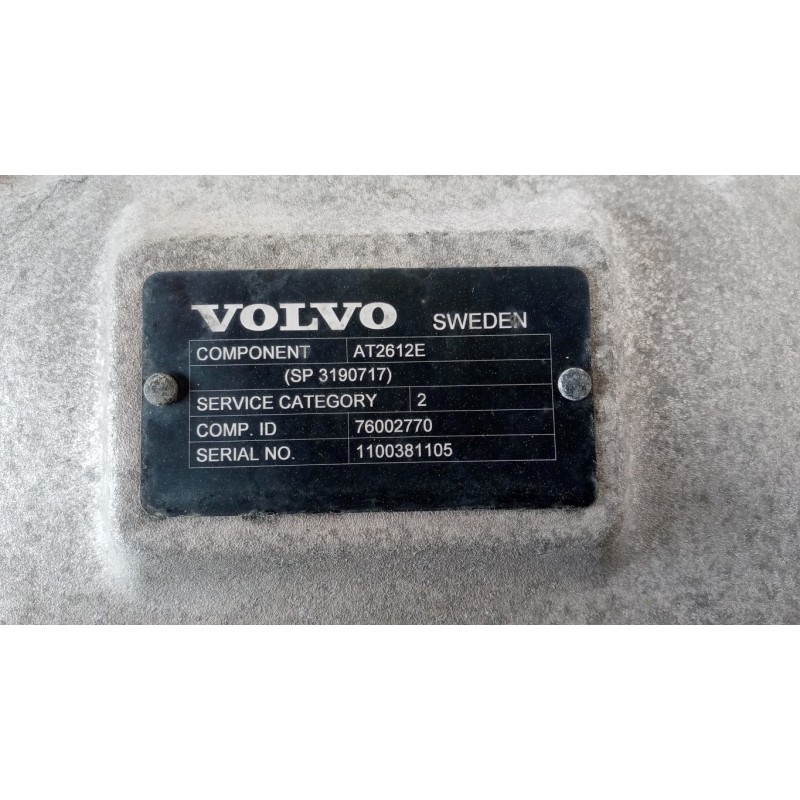 VOLVO SWEDEN
COMPONENT AT2612E
(SP 3190717)
SERVICE CATEGORY 2
COMP. ID 76002770
SERIAL NO. 1100381105